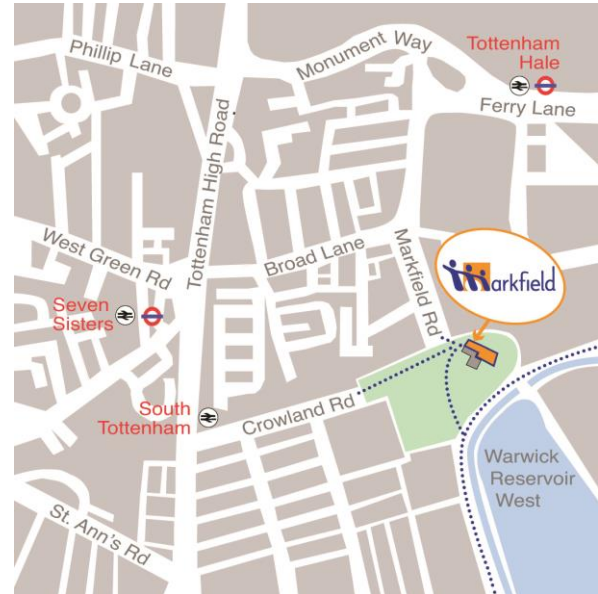 Phillip Lane
Monument Way
Tottenham
Hale
Ferry Lane
Tottenham High Road
West Green Rd
Broad Lane
Markfield Rd
markfield
Seven
Sisters
South
Tottenham
Crowland Rd
Warwick
Reservoir
West
St. Ann's Rd